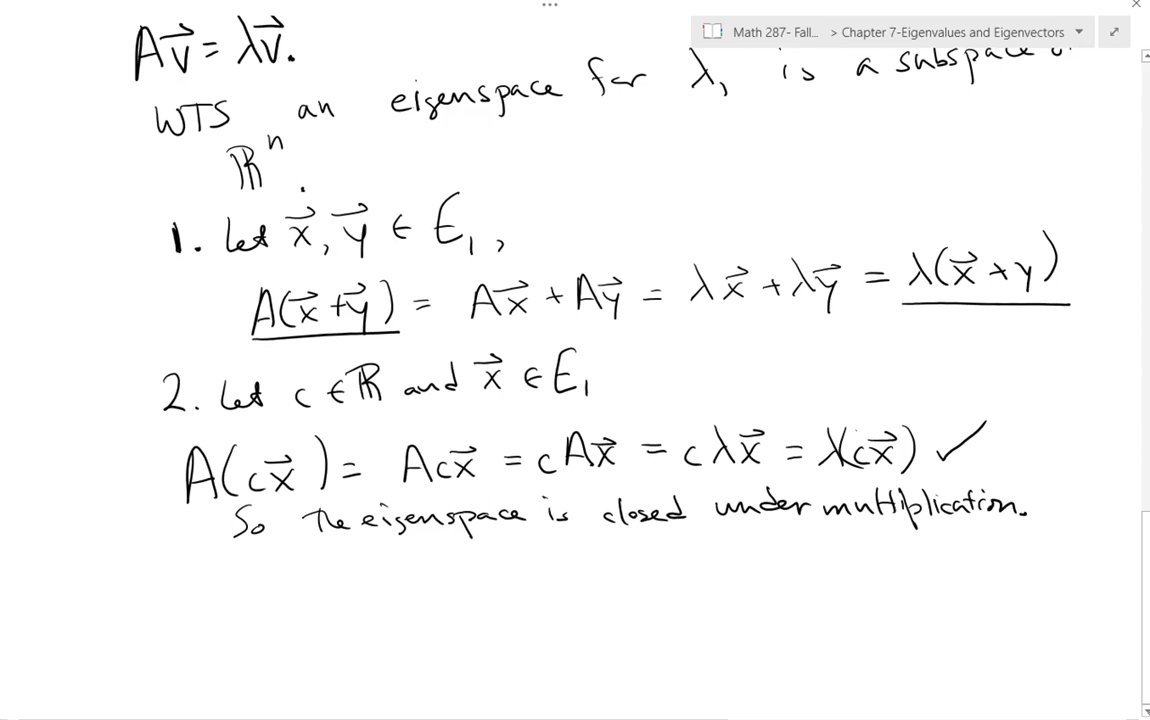 Math 287- Fall... > Chapter 7-Eigenvalues and Eigenvectors
Av⃗ = λv⃗.
WTS an eigenspace for λ₁ is a subspace
ℝⁿ.
1. Let x⃗, y⃗ ∈ E₁,
A(x⃗+y⃗) = Ax⃗ + Ay⃗ = λx⃗ + λy⃗ = λ(x⃗ + y)
2. Let c ∈ ℝ and x⃗ ∈ E₁
A(cx⃗) = Acx⃗ = cAx⃗ = cλx⃗ = λ(cx⃗) ✓
So the eigenspace is closed under multiplication.